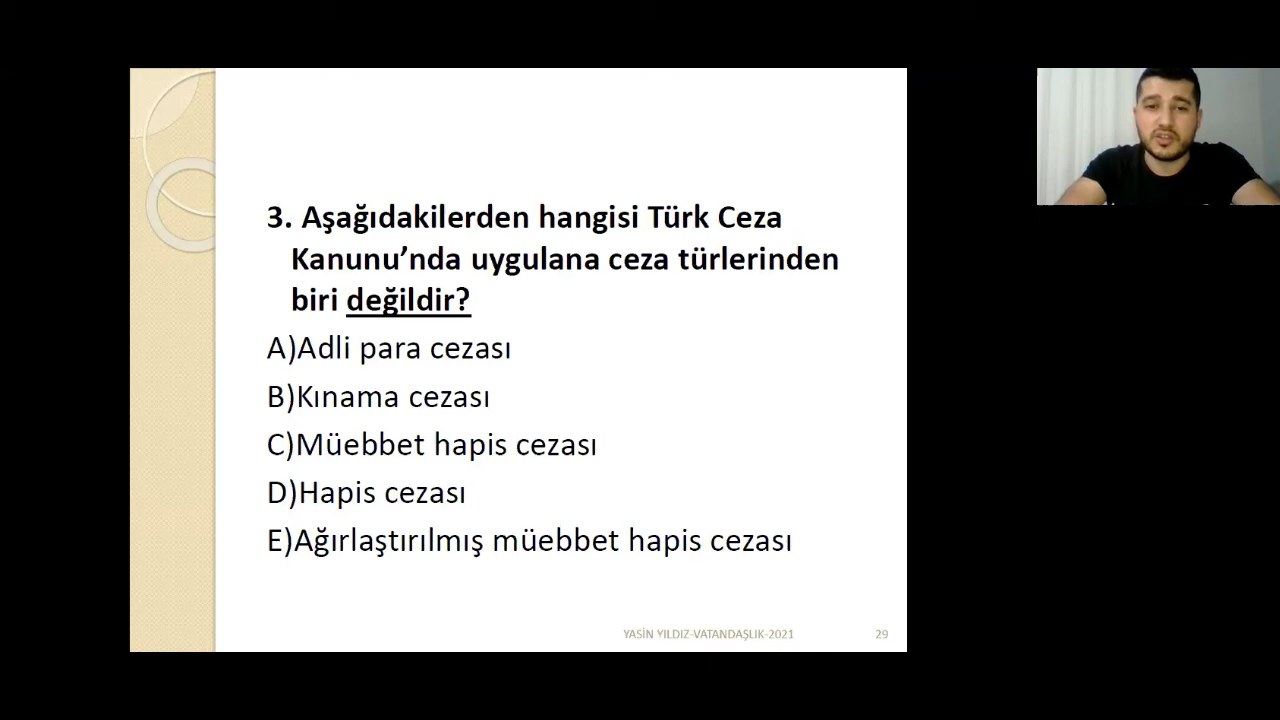 3. Aşağıdakilerden hangisi Türk Ceza
Kanunu’nda uygulana ceza türlerinden
biri değildir?
A)Adli para cezası
B)Kınama cezası
C)Müebbet hapis cezası
D)Hapis cezası
E)Ağırlaştırılmış müebbet hapis cezası
YASİN YILDIZ-VATANDAŞLIK-2021 29